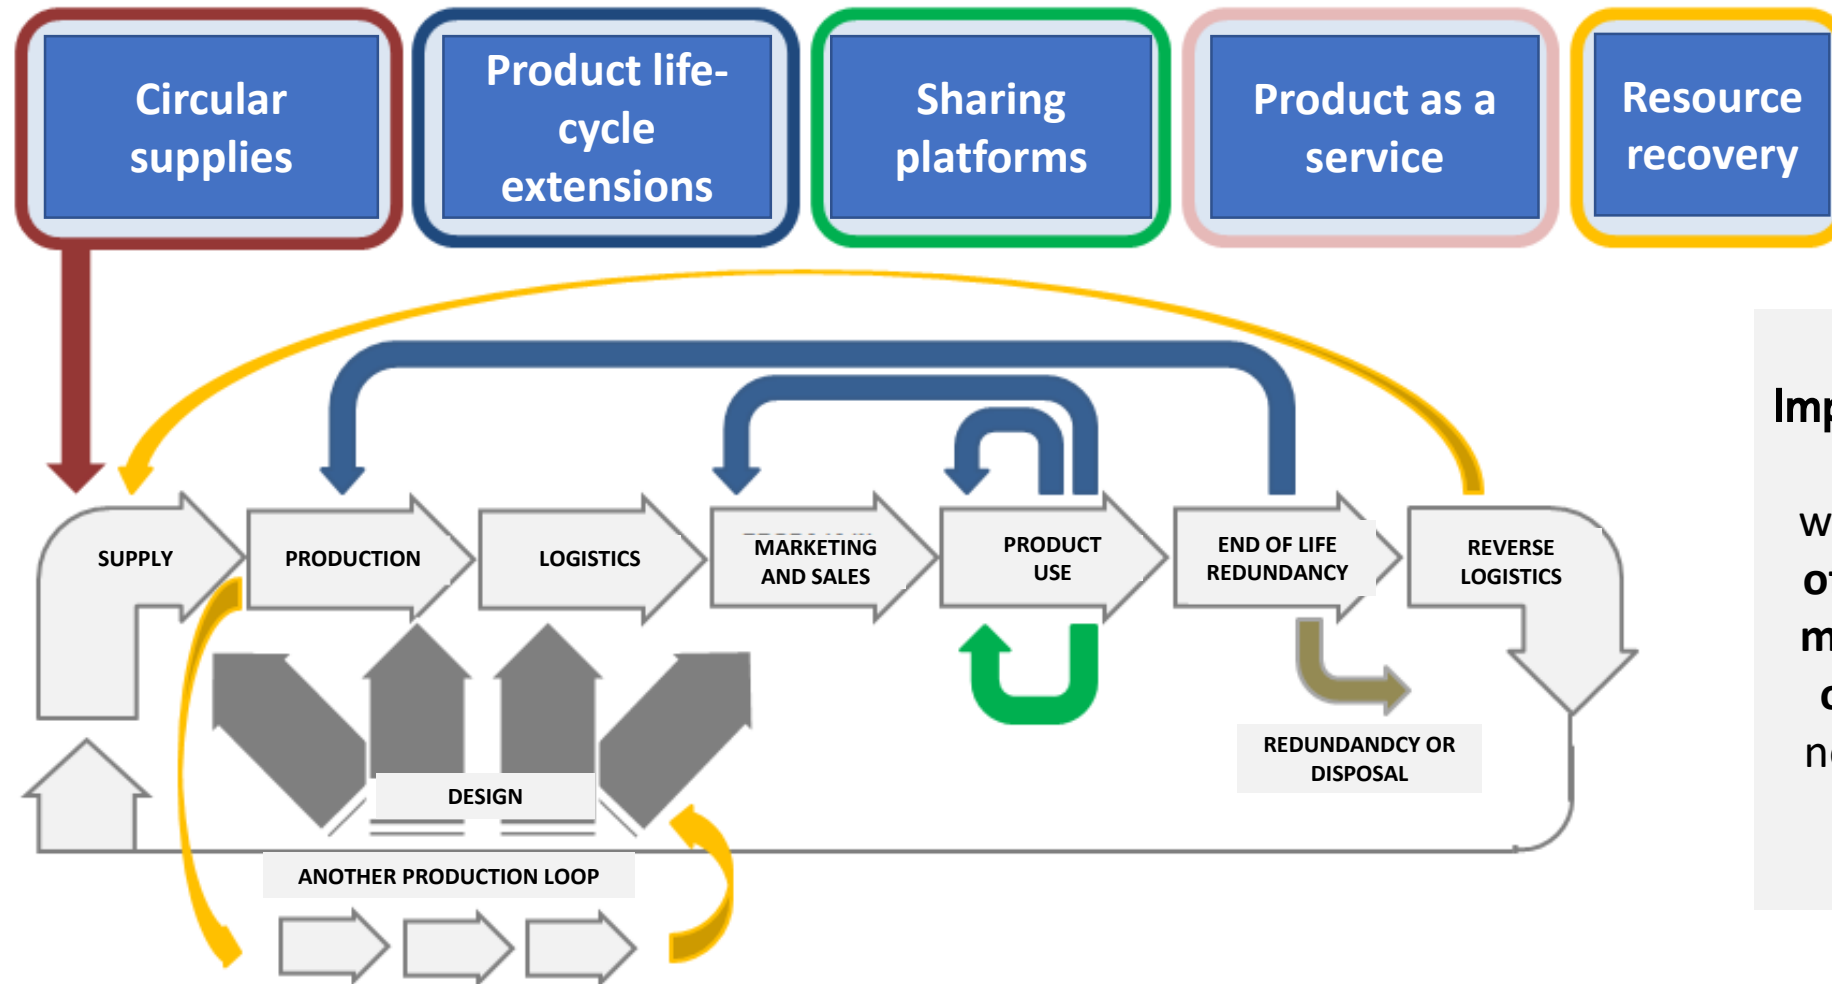 Circular
supplies
Product life-
cycle
extensions
Sharing
platforms
Product as a
service
Resource
recovery
SUPPLY
PRODUCTION
LOGISTICS
MARKETING
AND SALES
PRODUCT
USE
END OF LIFE
REDUNDANCY
REVERSE
LOGISTICS
REDUNDANDCY OR
DISPOSAL
DESIGN
ANOTHER PRODUCTION LOOP